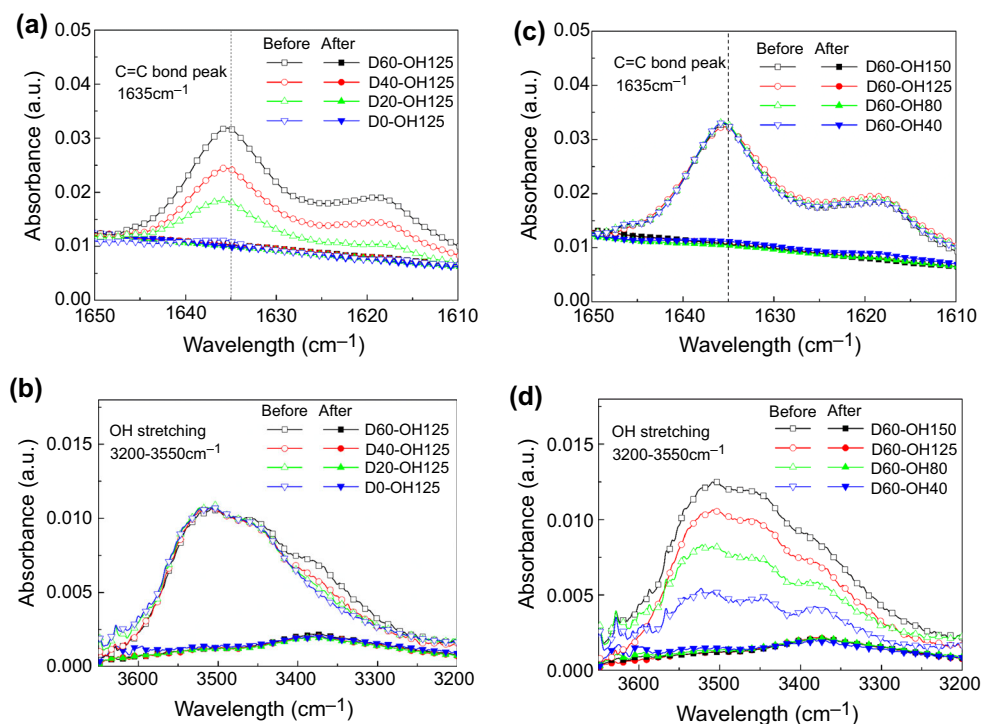 (a)
0.05
0.04
0.03
0.02
0.01
0.00
Absorbance (a.u.)
C=C bond peak
1635cm⁻¹
Before After
D60-OH125
D40-OH125
D20-OH125
D0-OH125
1650 1640 1630 1620 1610
Wavelength (cm⁻¹)
(c)
0.05
0.04
0.03
0.02
0.01
0.00
Absorbance (a.u.)
C=C bond peak
1635cm⁻¹
Before After
D60-OH150
D60-OH125
D60-OH80
D60-OH40
1650 1640 1630 1620 1610
Wavelength (cm⁻¹)
(b)
0.015
0.010
0.005
0.000
Absorbance (a.u.)
OH stretching
3200-3550cm⁻¹
Before After
D60-OH125
D40-OH125
D20-OH125
D0-OH125
3600 3500 3400 3300 3200
Wavelength (cm⁻¹)
(d)
0.015
0.010
0.005
0.000
Absorbance (a.u.)
OH stretching
3200-3550cm⁻¹
Before After
D60-OH150
D60-OH125
D60-OH80
D60-OH40
3600 3500 3400 3300 3200
Wavelength (cm⁻¹)